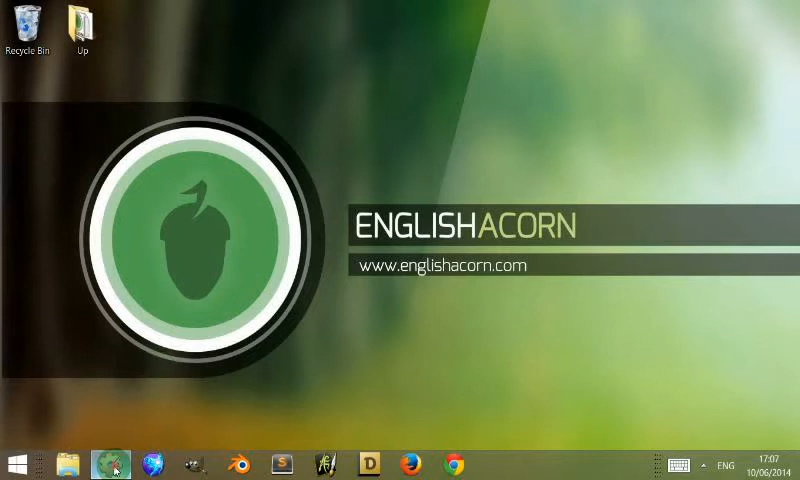 Recycle Bin
Up
ENGLISHACORN
www.englishacorn.com
S
D
ENG
17:07
10/06/2014